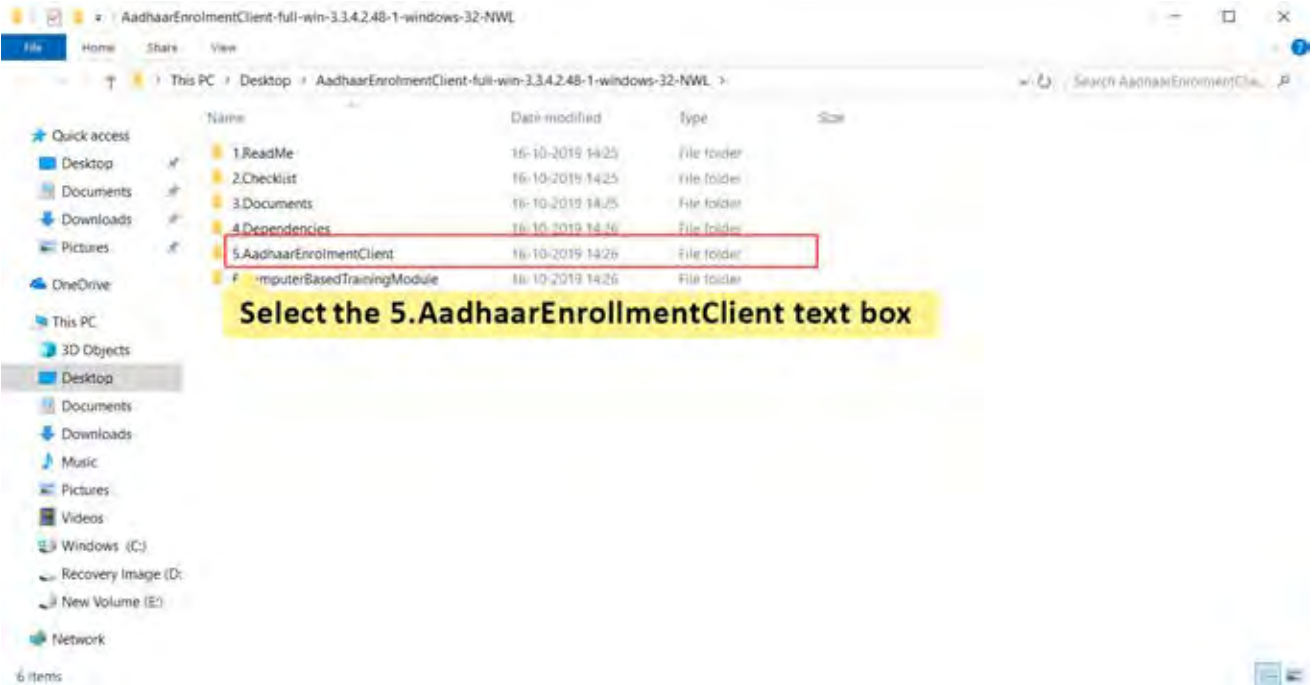 AadhaarEnrolmentClient-full-win-3.3.4.2.48-1-windows-32-NWL
File Home Share View
This PC Desktop AadhaarEnrolmentClient-full-win-3.3.4.2.48-1-windows-32-NWL Search AadhaarEnrolmentClie...
Name Date modified Type Size
Quick access
Desktop
Documents
Downloads
Pictures
OneDrive
This PC
3D Objects
Desktop
Documents
Downloads
Music
Pictures
Videos
Windows (C:)
Recovery Image (D:
New Volume (E:)
Network
1.ReadMe 16-10-2019 14:25 File folder
2.Checklist 16-10-2019 14:25 File folder
3.Documents 16-10-2019 14:25 File folder
4.Dependencies 16-10-2019 14:26 File folder
5.AadhaarEnrolmentClient 16-10-2019 14:26 File folder
mputerBasedTrainingModule 16-10-2019 14:26 File folder
Select the 5.AadhaarEnrollmentClient text box
6 items